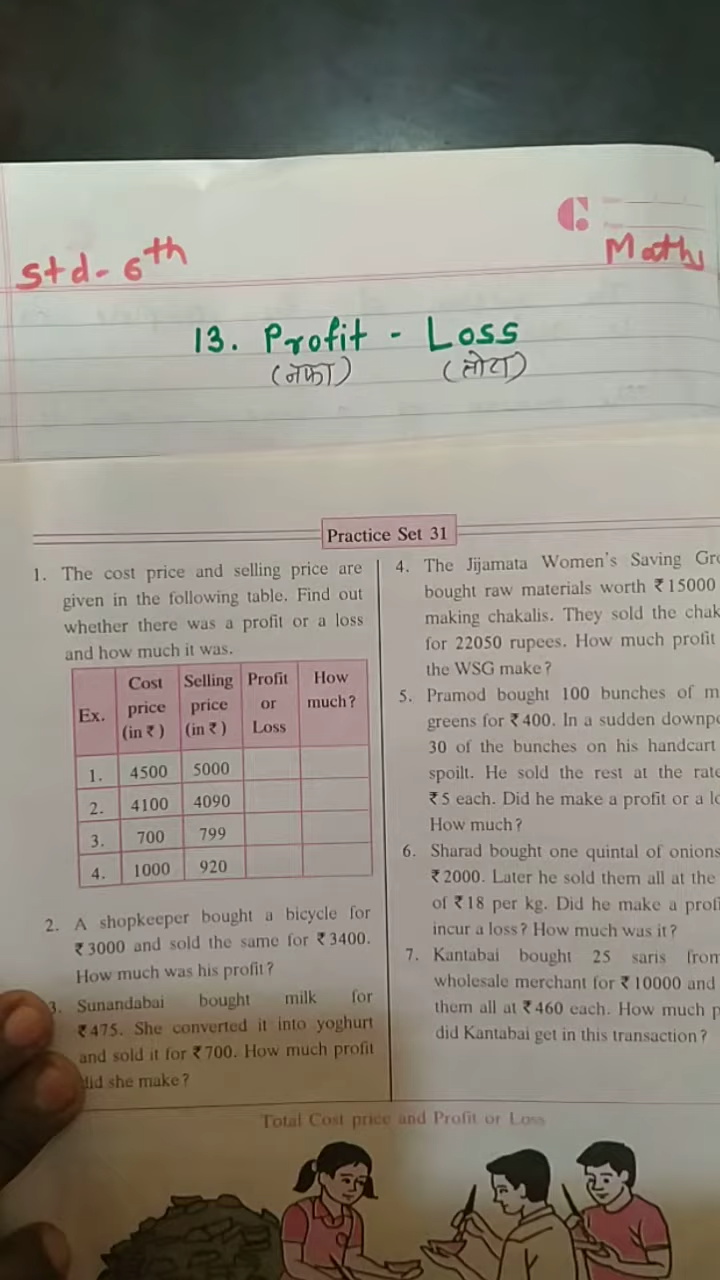 Std- 6th
Maths
13. Profit - Loss
(नफा) (तोटा)
Practice Set 31
1. The cost price and selling price are
given in the following table. Find out
whether there was a profit or a loss
and how much it was.
Ex. Cost price (in ₹) Selling price (in ₹) Profit or Loss How much?
1. 4500 5000
2. 4100 4090
3. 700 799
4. 1000 920
2. A shopkeeper bought a bicycle for
₹3000 and sold the same for ₹3400.
How much was his profit?
3. Sunandabai bought milk for
₹475. She converted it into yoghurt
and sold it for ₹700. How much profit
did she make?
4. The Jijamata Women's Saving
bought raw materials worth ₹15000
making chakalis. They sold the
for 22050 rupees. How much profit
the WSG make?
5. Pramod bought 100 bunches of
greens for ₹400. In a sudden
30 of the bunches on his handcart
spoilt. He sold the rest at the
₹5 each. Did he make a profit or a
How much?
6. Sharad bought one quintal of onions
₹2000. Later he sold them all at the
of ₹18 per kg. Did he make a
incur a loss? How much was it?
7. Kantabai bought 25 saris from
wholesale merchant for ₹10000 and
them all at ₹460 each. How much
did Kantabai get in this transaction?
Total Cost price and Profit or Loss